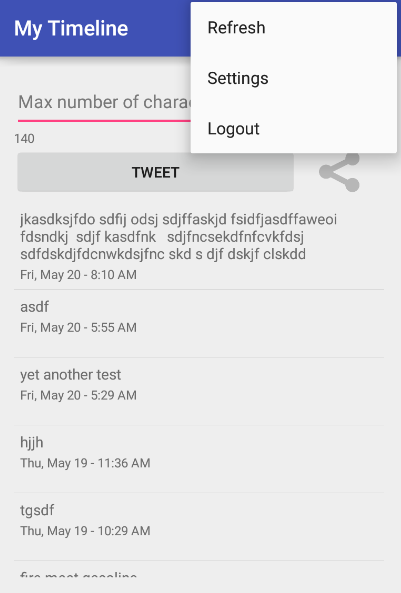 My Timeline
Refresh
Settings
Logout
Max number of
140
TWEET
jkasdksjfdo sdfij odsj sdjffaskjd fsidfjasdffaweoi
fdsndkj sdjf kasdfnk sdjfncsekdfnfcvkfdsj
sdfdskdjfdcnwkdsjfnc skd s djf dskjf clskdd
Fri, May 20 - 8:10 AM
asdf
Fri, May 20 - 5:55 AM
yet another test
Fri, May 20 - 5:29 AM
hjjh
Thu, May 19 - 11:36 AM
tgsdf
Thu, May 19 - 10:29 AM